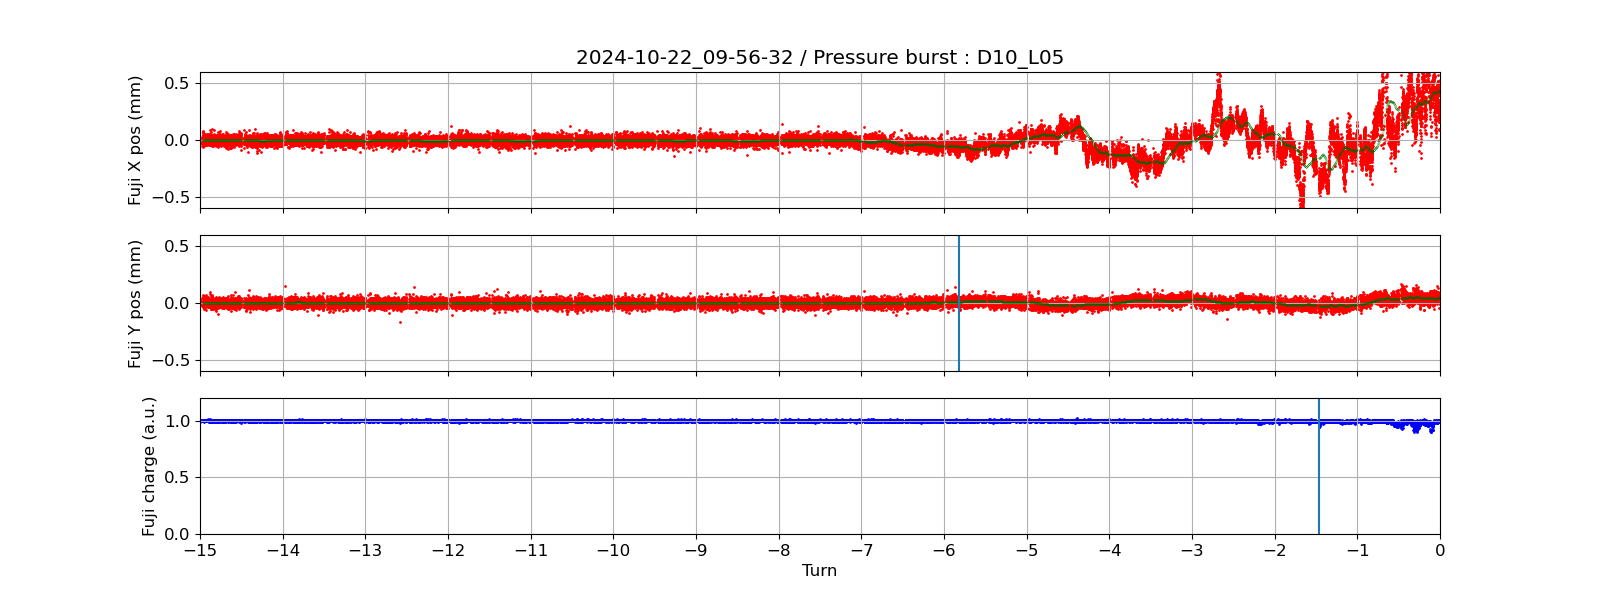 2024-10-22_09-56-32 / Pressure burst : D10_L05
Fuji X pos (mm)
0.5
0.0
−0.5
Fuji Y pos (mm)
0.5
0.0
−0.5
Fuji charge (a.u.)
1.0
0.5
0.0
−15 −14 −13 −12 −11 −10 −9 −8 −7 −6 −5 −4 −3 −2 −1 0
Turn